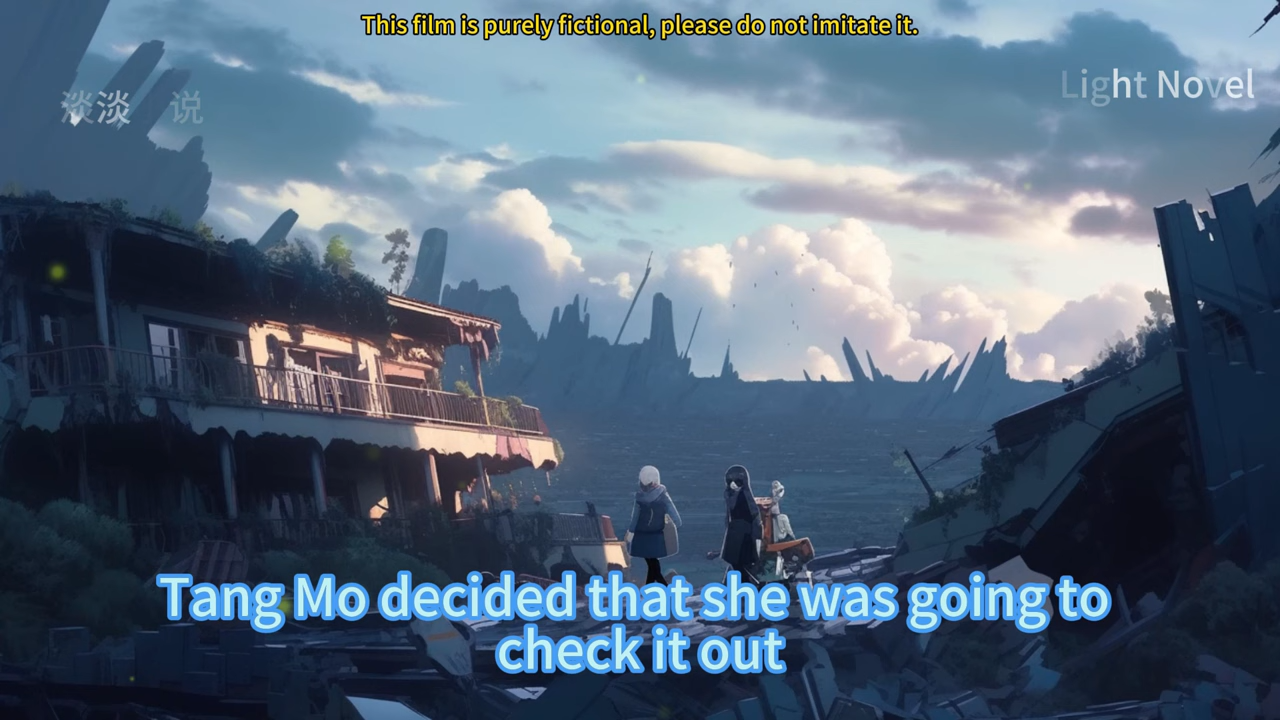 This film is purely fictional, please do not imitate it.
Light Novel
淡淡 说
Tang Mo decided that she was going to
check it out